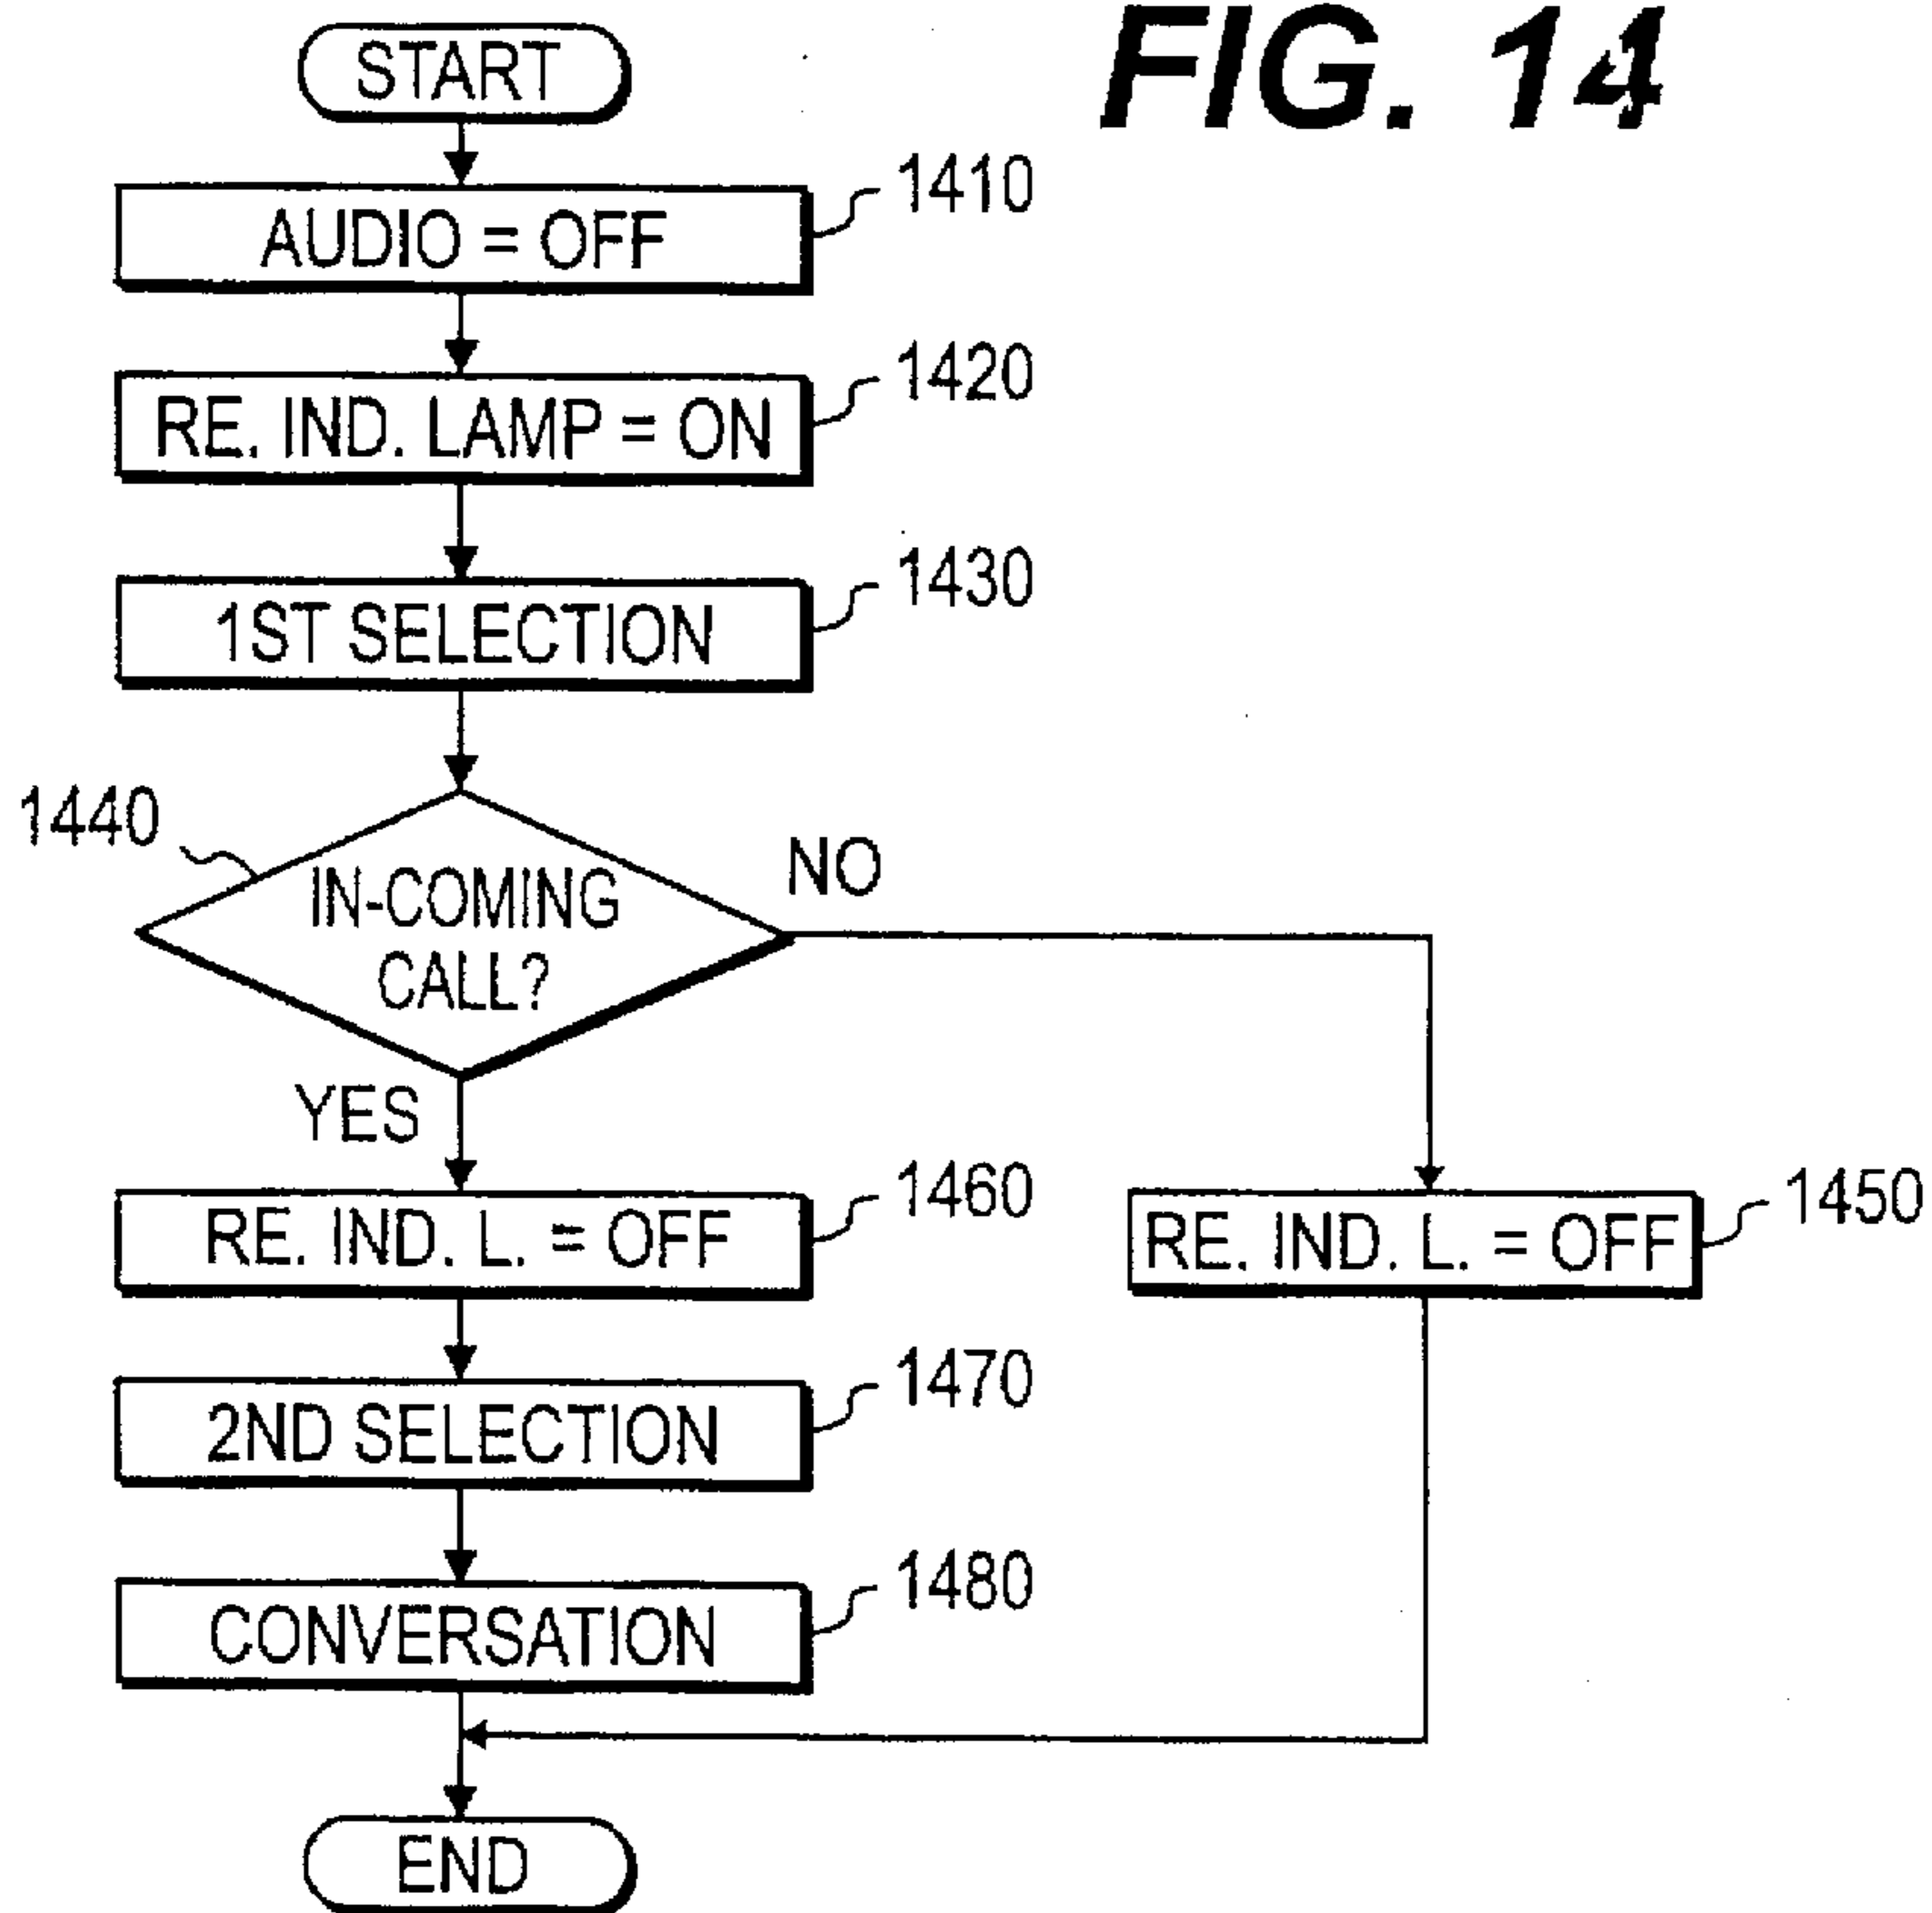 FIG. 14
START
AUDIO = OFF
1410
RE. IND. LAMP = ON
1420
1ST SELECTION
1430
1440
IN-COMING
CALL?
NO
YES
RE. IND. L. = OFF
1460
RE. IND. L. = OFF
1450
2ND SELECTION
1470
CONVERSATION
1480
END